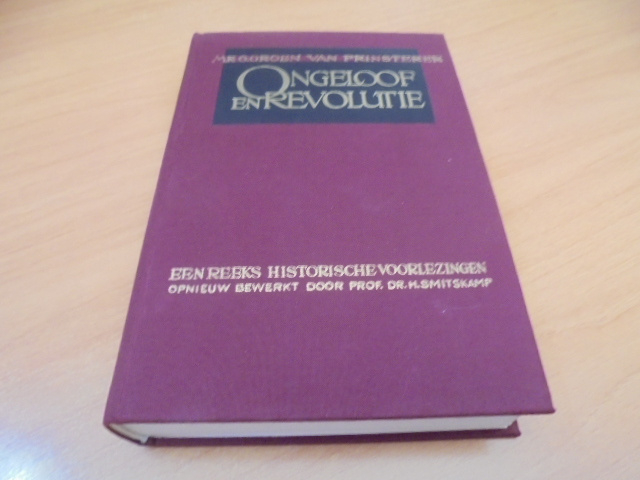 MR G. GROEN VAN PRINSTERER
ONGELOOF
EN REVOLUTIE
EEN REEKS HISTORISCHE VOORLEZINGEN
OPNIEUW BEWERKT DOOR PROF. DR. H. SMITSKAMP